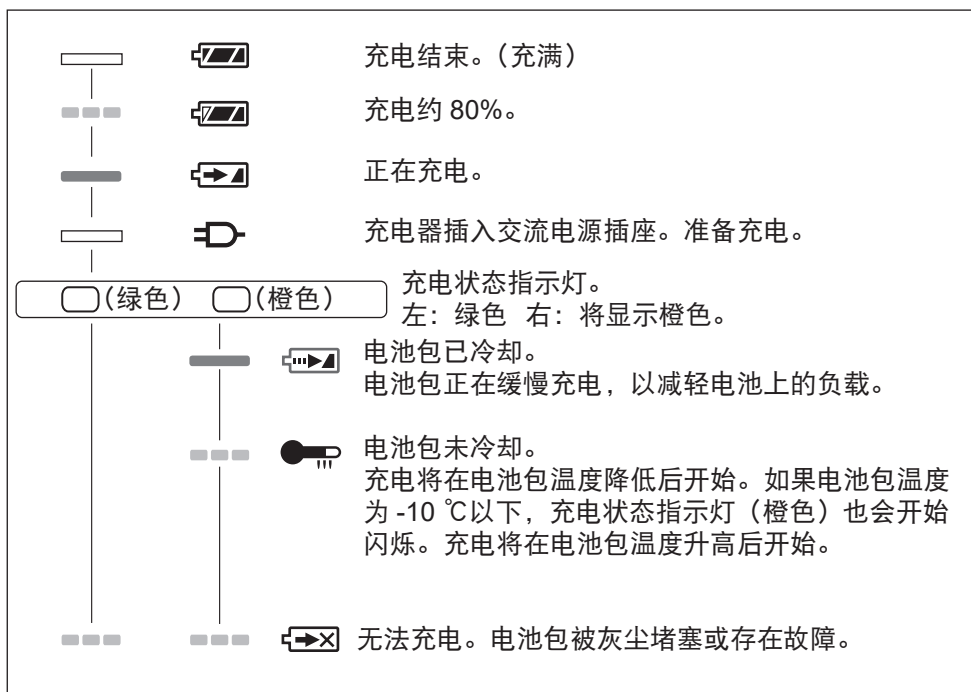 充电结束。（充满）
充电约 80%。
正在充电。
充电器插入交流电源插座。准备充电。
(绿色) (橙色)
充电状态指示灯。
左：绿色 右：将显示橙色。
电池包已冷却。
电池包正在缓慢充电，以减轻电池上的负载。
电池包未冷却。
充电将在电池包温度降低后开始。如果电池包温度
为 -10 ℃以下，充电状态指示灯（橙色）也会开始
闪烁。充电将在电池包温度升高后开始。
无法充电。电池包被灰尘堵塞或存在故障。